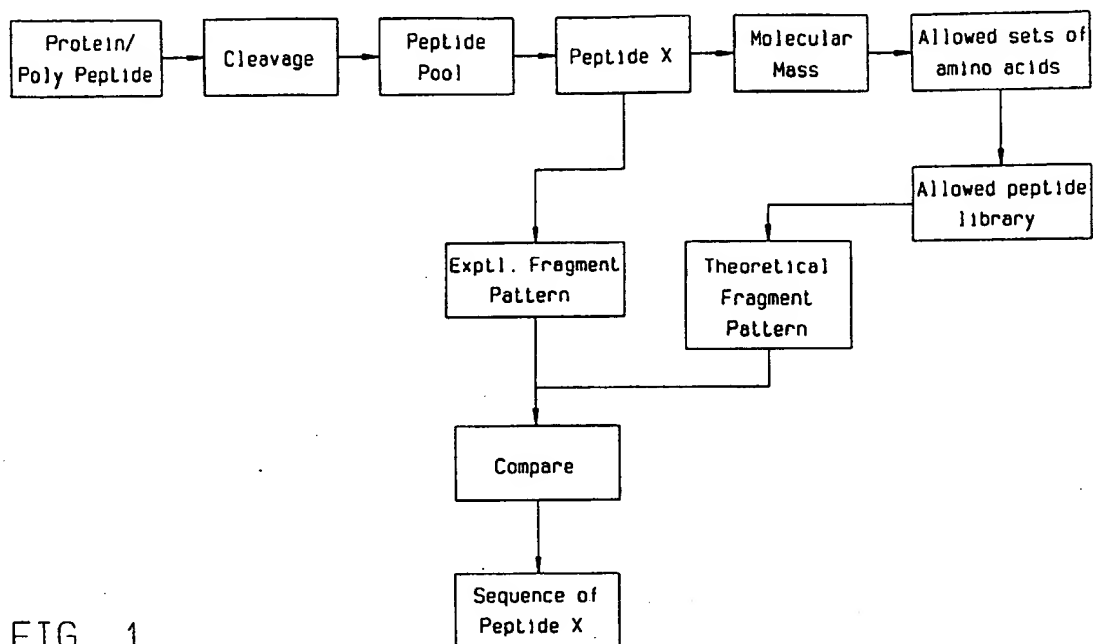 Protein/
Poly Peptide
Cleavage
Peptide
Pool
Peptide X
Molecular
Mass
Allowed sets of
amino acids
Allowed peptide
library
Exptl. Fragment
Pattern
Theoretical
Fragment
Pattern
Compare
Sequence of
Peptide X
FIG. 1